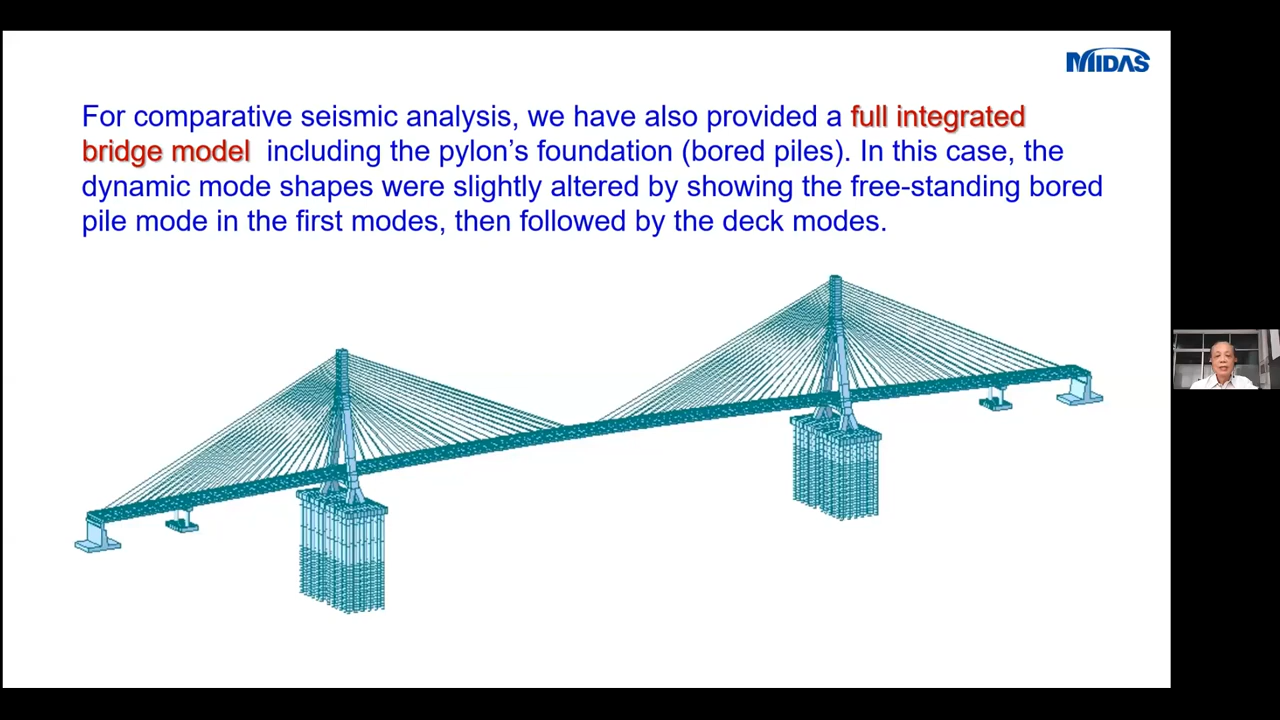 MIDAS
For comparative seismic analysis, we have also provided a full integrated
bridge model including the pylon's foundation (bored piles). In this case, the
dynamic mode shapes were slightly altered by showing the free-standing bored
pile mode in the first modes, then followed by the deck modes.